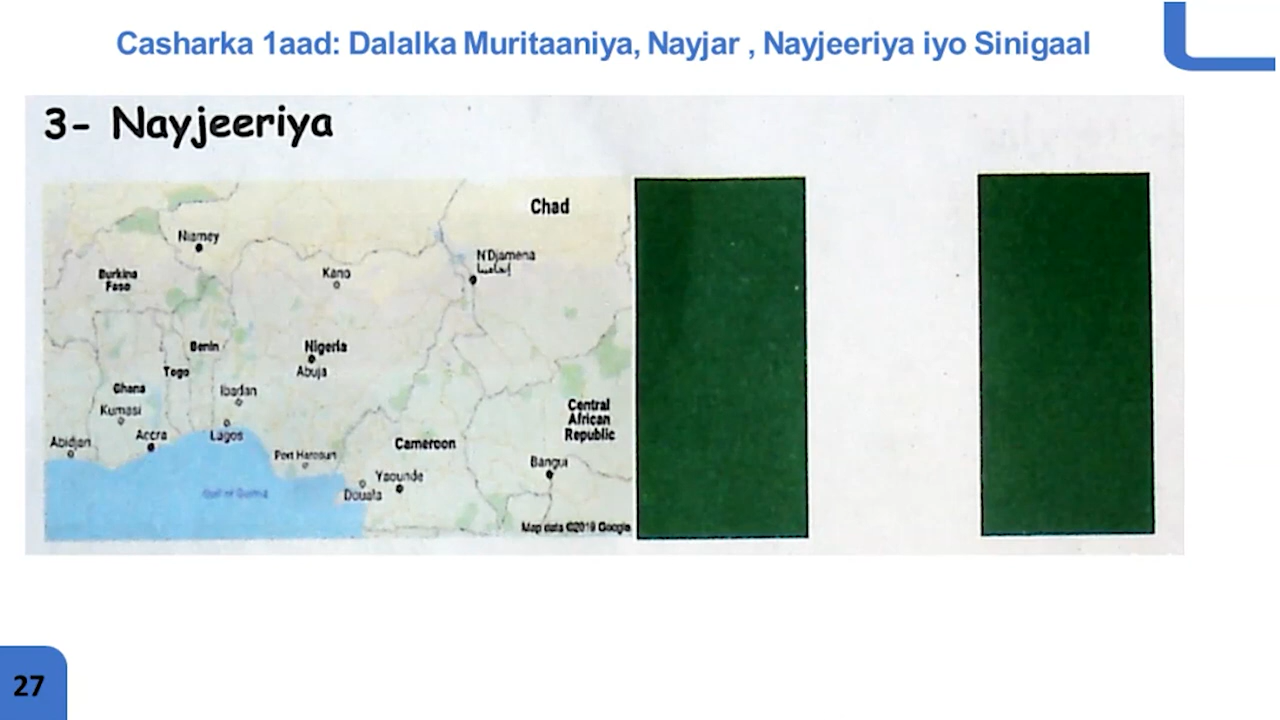 Casharka 1aad: Dalalka Muritaaniya, Nayjar , Nayjeeriya iyo Sinigaal
3- Nayjeeriya
Chad
Niamey
N'Djamena
Burkina
Faso
Kano
Benin
Nigeria
Togo
Abuja
Ghana
Ibadan
Kumasi
Central
African
Republic
Abidjan
Accra
Lagos
Cameroon
Port Harcourt
Bangui
Yaounde
Douala
Map data ©2019 Google
27